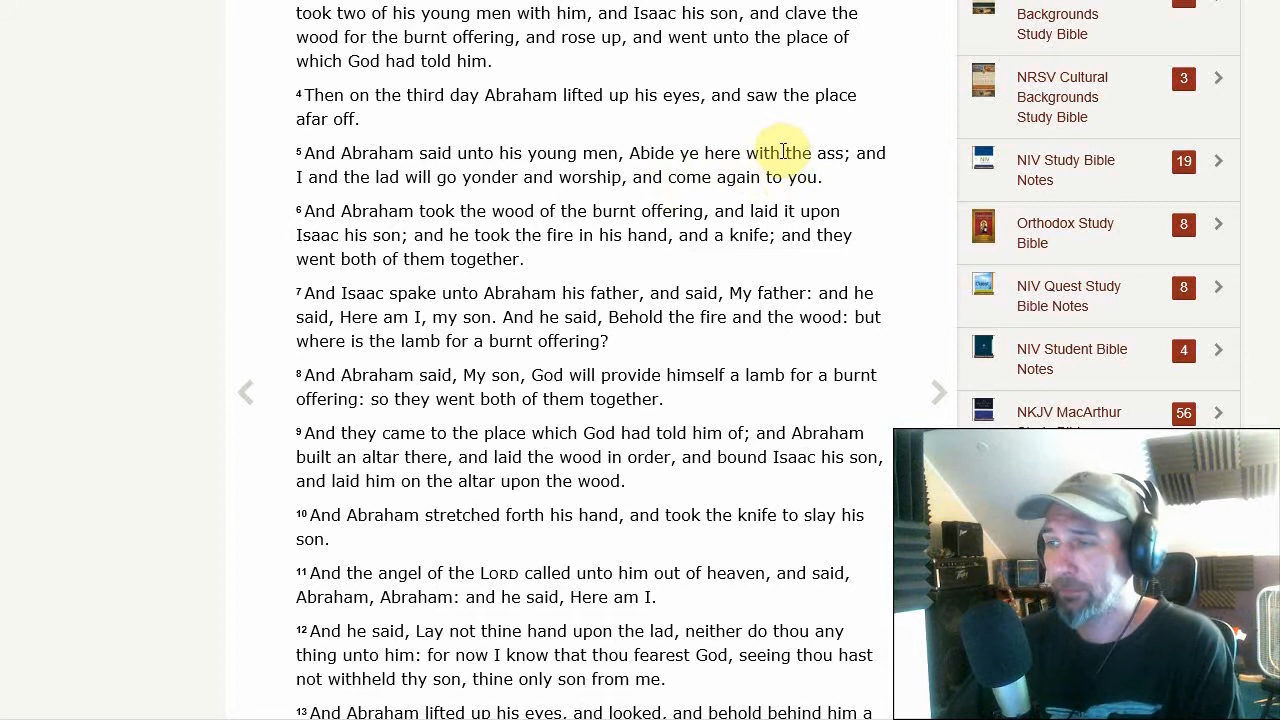 took two of his young men with him, and Isaac his son, and clave the
wood for the burnt offering, and rose up, and went unto the place of
which God had told him.
4 Then on the third day Abraham lifted up his eyes, and saw the place
afar off.
5 And Abraham said unto his young men, Abide ye here with the ass; and
I and the lad will go yonder and worship, and come again to you.
6 And Abraham took the wood of the burnt offering, and laid it upon
Isaac his son; and he took the fire in his hand, and a knife; and they
went both of them together.
7 And Isaac spake unto Abraham his father, and said, My father: and he
said, Here am I, my son. And he said, Behold the fire and the wood: but
where is the lamb for a burnt offering?
8 And Abraham said, My son, God will provide himself a lamb for a burnt
offering: so they went both of them together.
9 And they came to the place which God had told him of; and Abraham
built an altar there, and laid the wood in order, and bound Isaac his son,
and laid him on the altar upon the wood.
10 And Abraham stretched forth his hand, and took the knife to slay his
son.
11 And the angel of the LORD called unto him out of heaven, and said,
Abraham, Abraham: and he said, Here am I.
12 And he said, Lay not thine hand upon the lad, neither do thou any
thing unto him: for now I know that thou fearest God, seeing thou hast
not withheld thy son, thine only son from me.
13 And Abraham lifted up his eyes, and looked, and behold behind him a
Backgrounds
Study Bible
NRSV Cultural
Backgrounds
Study Bible
3
NIV Study Bible
Notes
19
Orthodox Study
Bible
8
NIV Quest Study
Bible Notes
8
NIV Student Bible
Notes
4
NKJV MacArthur
56
PEAVEY